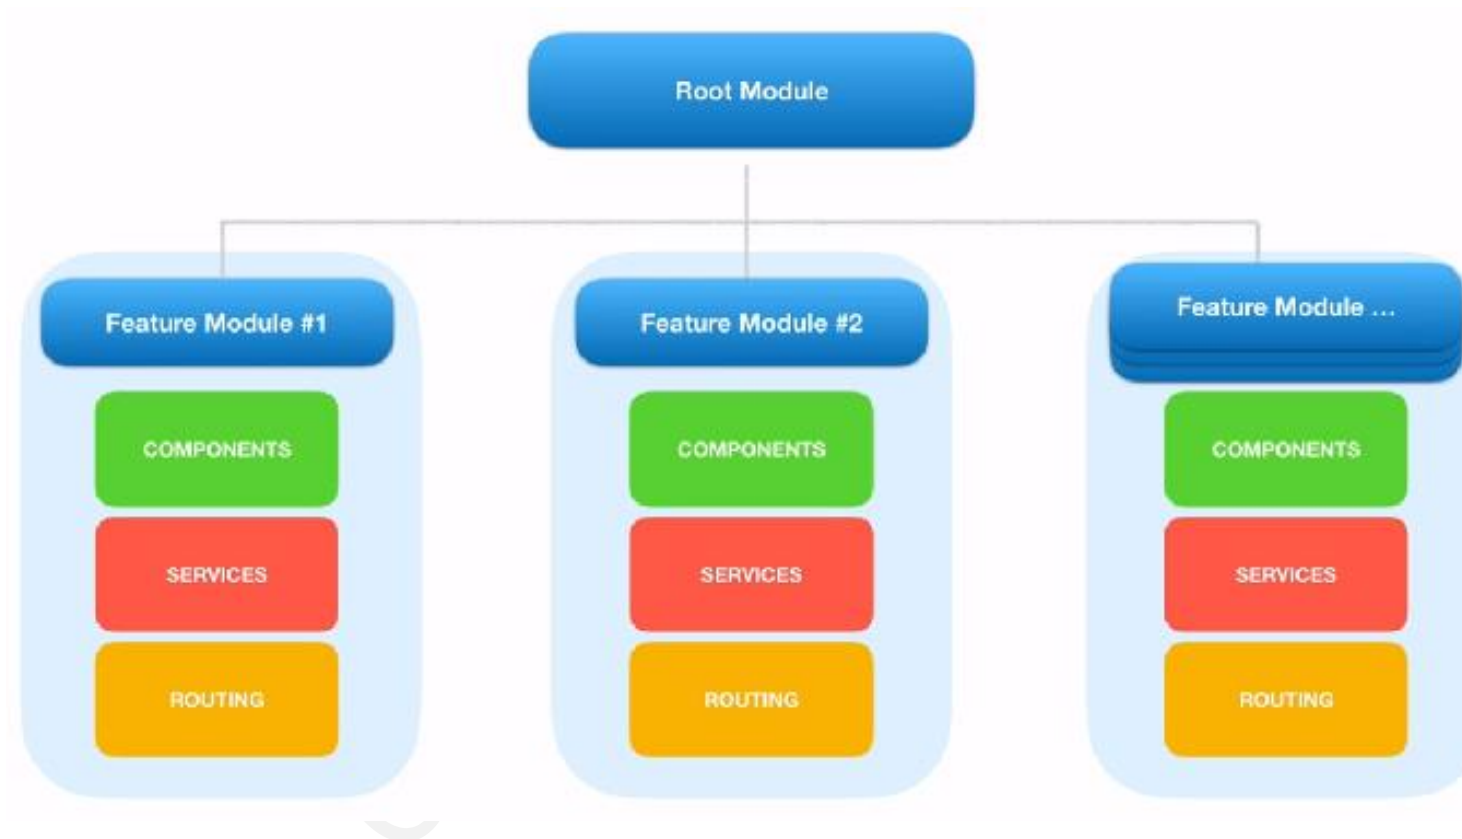 Root Module
Feature Module #1
Feature Module #2
Feature Module ...
COMPONENTS
COMPONENTS
COMPONENTS
SERVICES
SERVICES
SERVICES
ROUTING
ROUTING
ROUTING